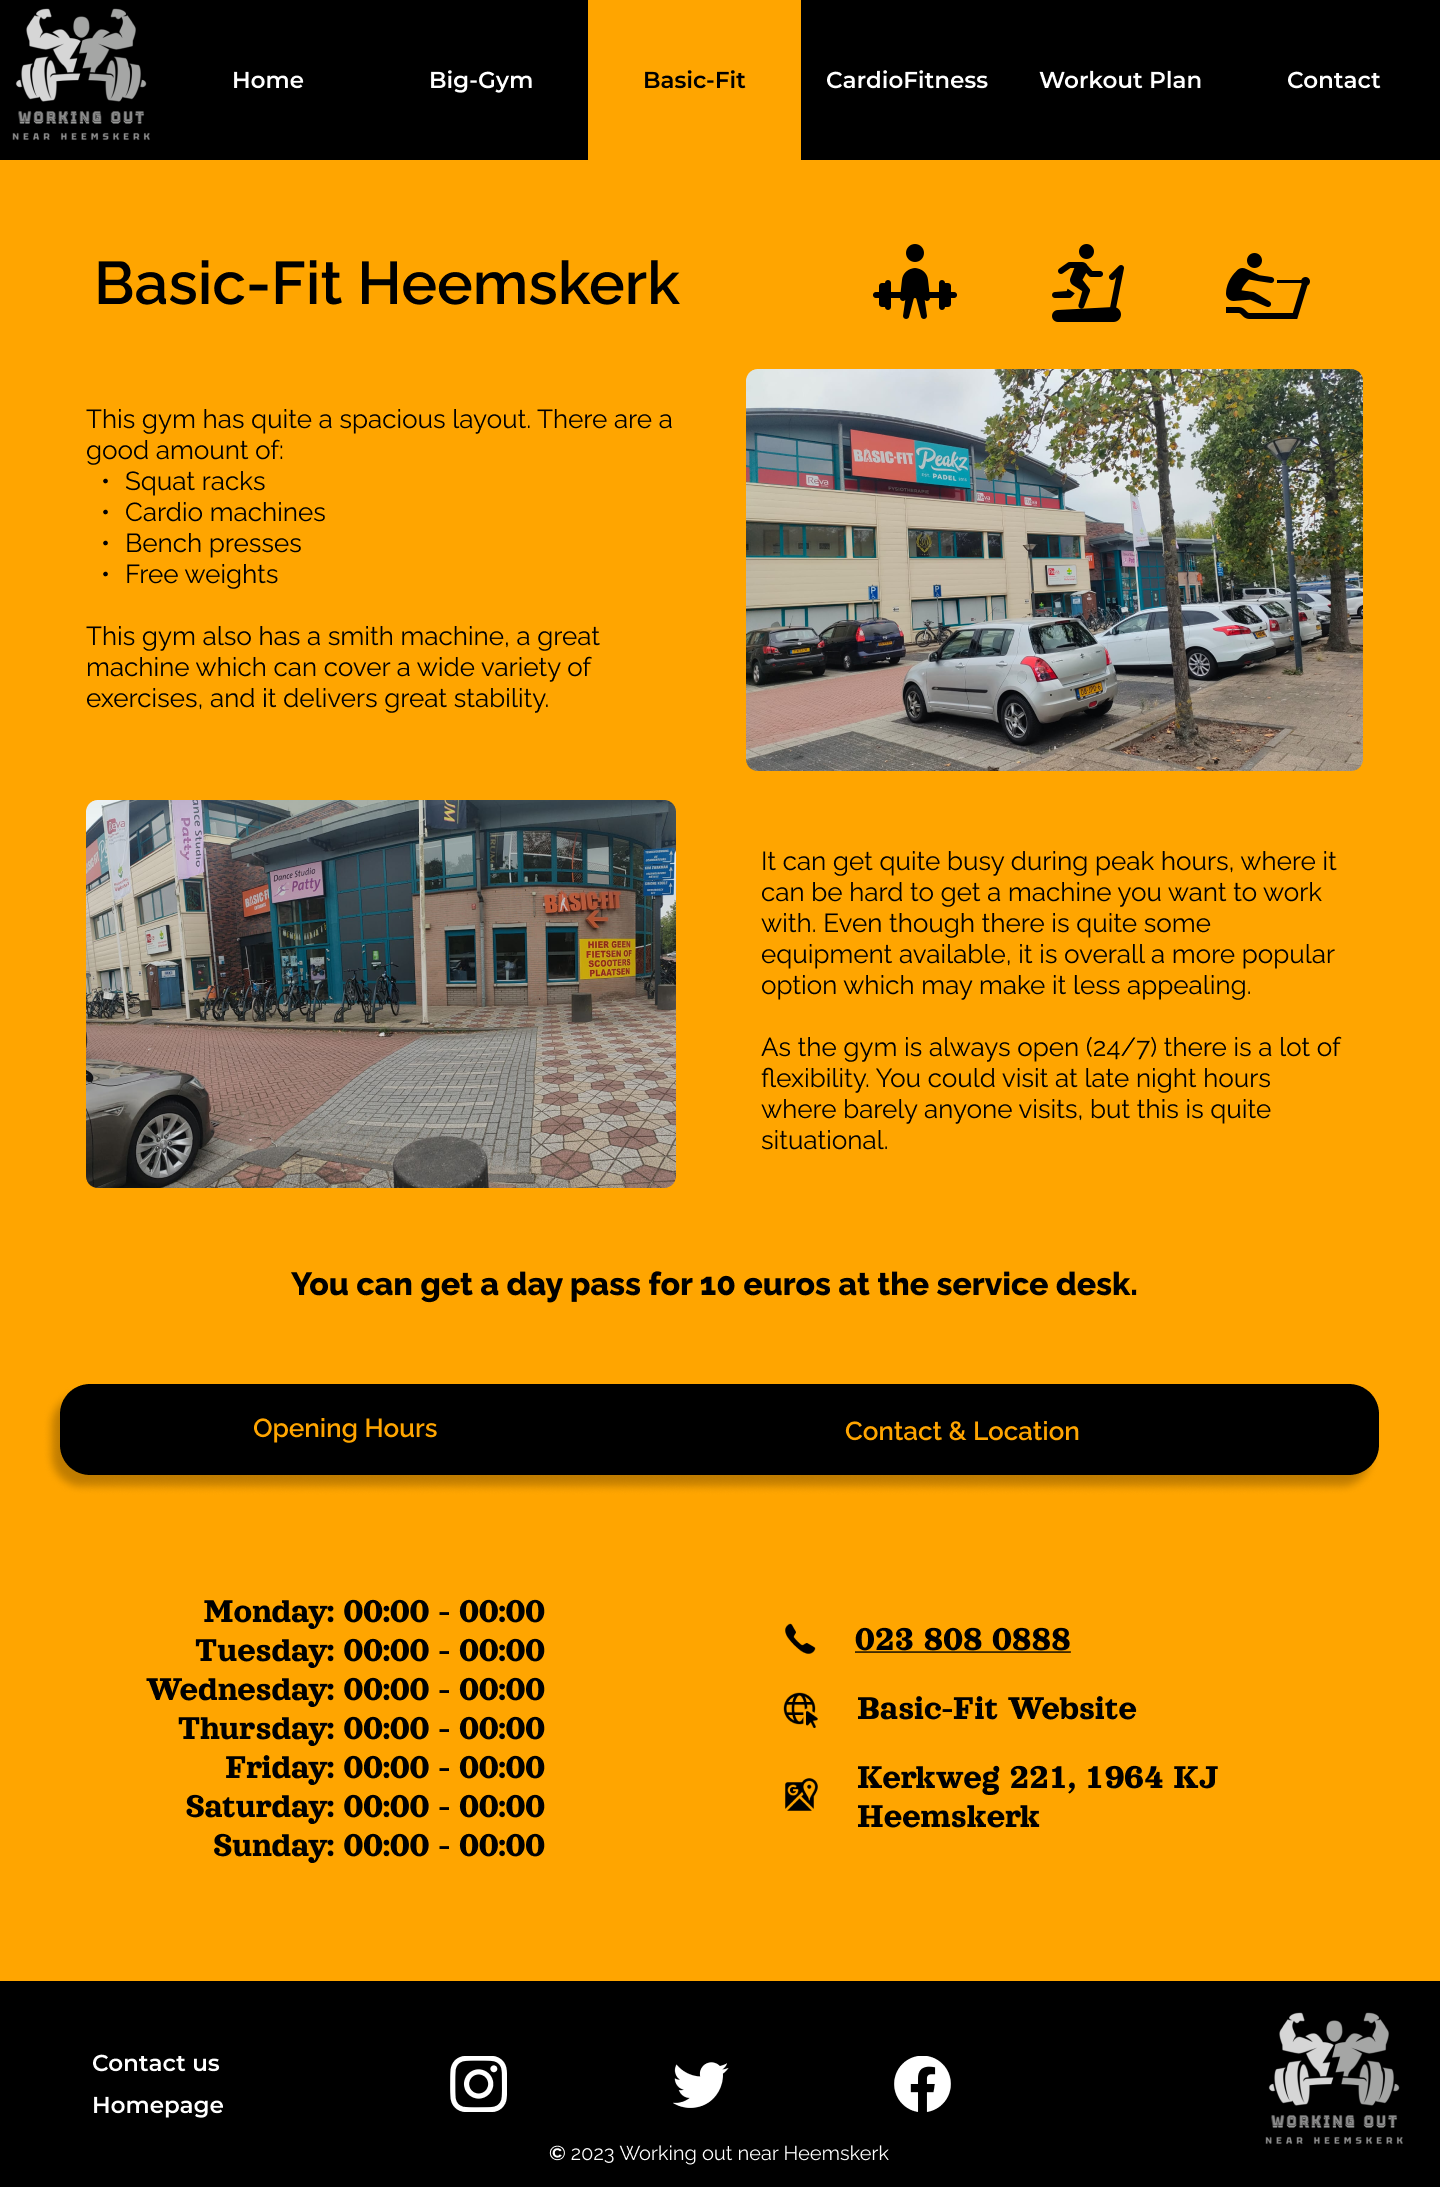 WORKING OUT
NEAR HEEMSKERK
Home
Big-Gym
Basic-Fit
CardioFitness
Workout Plan
Contact
Basic-Fit Heemskerk
This gym has quite a spacious layout. There are a
good amount of:
• Squat racks
• Cardio machines
• Bench presses
• Free weights
This gym also has a smith machine, a great
machine which can cover a wide variety of
exercises, and it delivers great stability.
BASIC-FIT
Peakz
PADEL
Reva
Dance Studio
Patty
BASIC-FIT
HIER GEEN
FIETSEN OF
SCOOTERS
PLAATSEN
It can get quite busy during peak hours, where it
can be hard to get a machine you want to work
with. Even though there is quite some
equipment available, it is overall a more popular
option which may make it less appealing.
As the gym is always open (24/7) there is a lot of
flexibility. You could visit at late night hours
where barely anyone visits, but this is quite
situational.
You can get a day pass for 10 euros at the service desk.
Opening Hours
Contact & Location
Monday: 00:00 - 00:00
Tuesday: 00:00 - 00:00
Wednesday: 00:00 - 00:00
Thursday: 00:00 - 00:00
Friday: 00:00 - 00:00
Saturday: 00:00 - 00:00
Sunday: 00:00 - 00:00
023 808 0888
Basic-Fit Website
Kerkweg 221, 1964 KJ
Heemskerk
Contact us
Homepage
© 2023 Working out near Heemskerk
WORKING OUT
NEAR HEEMSKERK